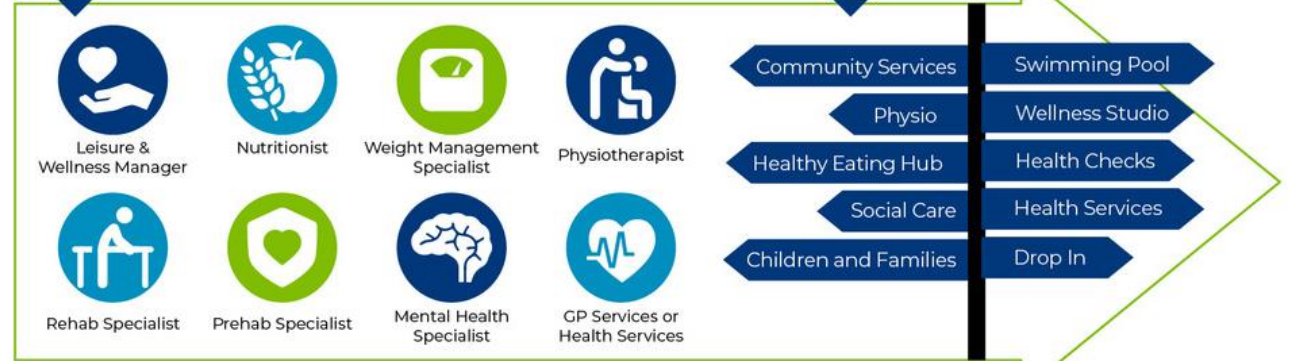 Leisure &
Wellness Manager
Nutritionist
Weight Management
Specialist
Physiotherapist
Rehab Specialist
Prehab Specialist
Mental Health
Specialist
GP Services or
Health Services
Community Services
Physio
Healthy Eating Hub
Social Care
Children and Families
Swimming Pool
Wellness Studio
Health Checks
Health Services
Drop In